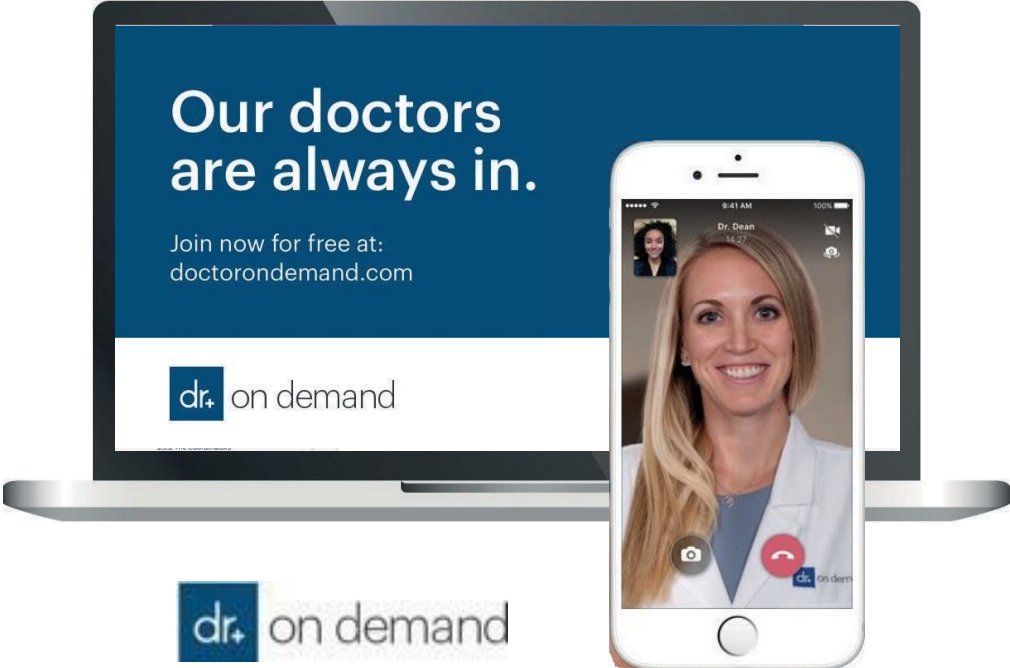 Our doctors
are always in.
Join now for free at:
doctorondemand.com
dr+ on demand
9:41 AM
100%
Dr. Dean
14:27
dr+ on dem
dr+ on demand